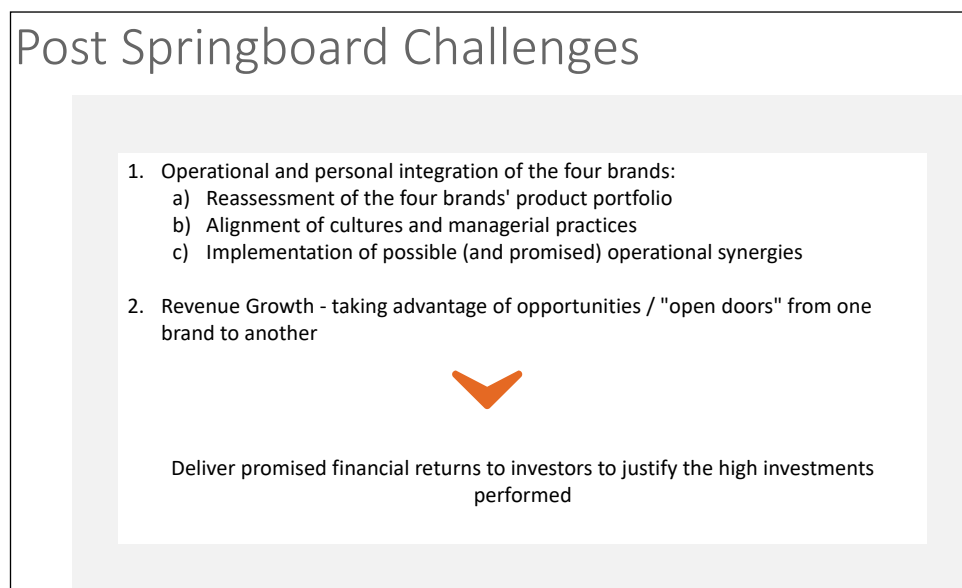 Post Springboard Challenges
1. Operational and personal integration of the four brands:
a) Reassessment of the four brands' product portfolio
b) Alignment of cultures and managerial practices
c) Implementation of possible (and promised) operational synergies
2. Revenue Growth - taking advantage of opportunities / "open doors" from one
brand to another
Deliver promised financial returns to investors to justify the high investments
performed